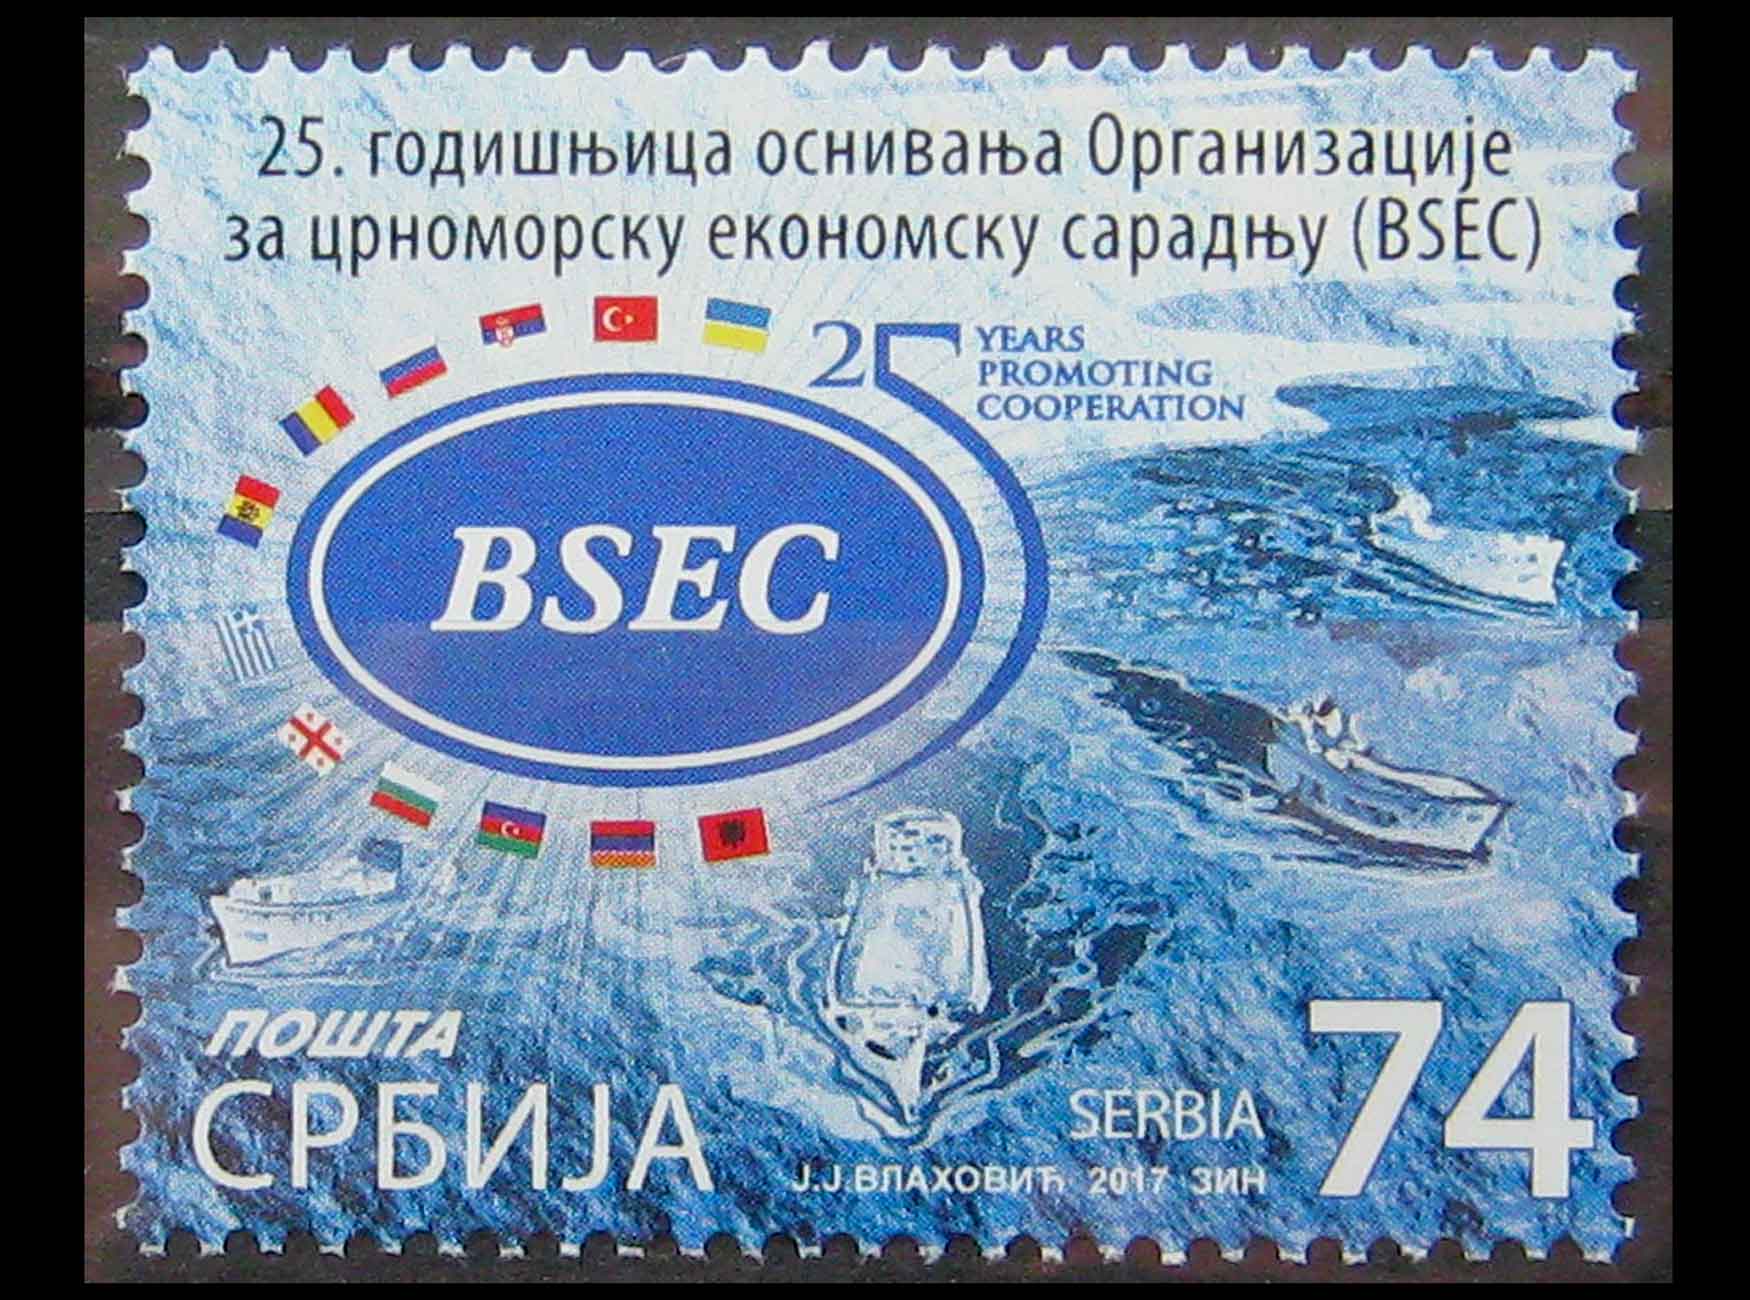 25. годишњица оснивања Организације
за црноморску економску сарадњу (BSEC)
25 YEARS
PROMOTING
COOPERATION
BSEC
ПОШТА
СРБИЈА
SERBIA
74
Ј.Ј.ВЛАХОВИЋ 2017 ЗИН